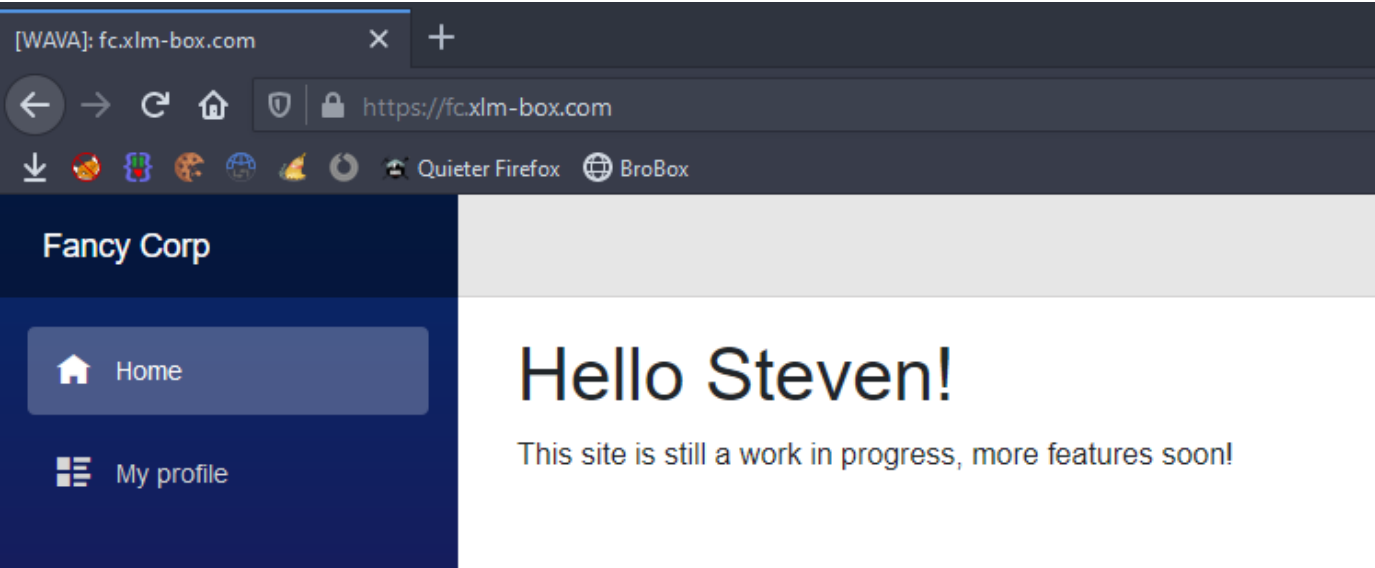 [WAVA]: fc.xlm-box.com
https://fc.xlm-box.com
Quieter Firefox BroBox
Fancy Corp
Home
My profile
Hello Steven!
This site is still a work in progress, more features soon!